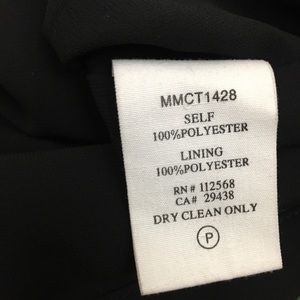 MMCT1428
SELF
100%POLYESTER
LINING
100%POLYESTER
RN# 112568
CA# 29438
DRY CLEAN ONLY
P